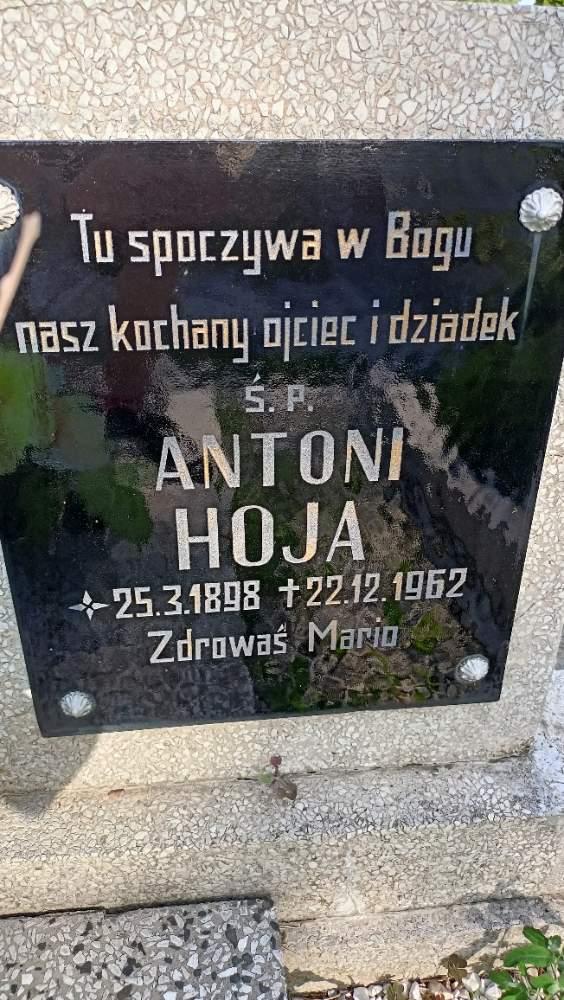 Tu spoczywa w Bogu
nasz kochany ojciec i dziadek
Ś. P.
ANTONI
HOJA
25.3.1898 †22.12.1962
Zdrowaś Mario